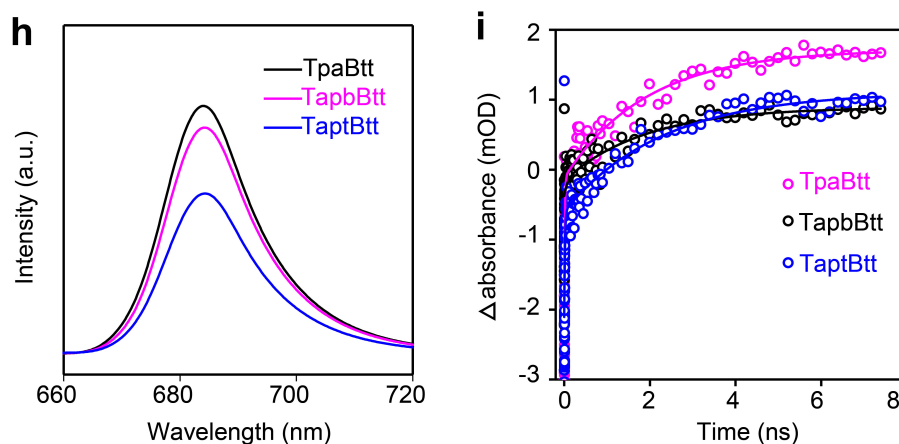 h
TpaBtt
TapbBtt
TaptBtt
Intensity (a.u.)
660
680
700
720
Wavelength (nm)
i
2
1
0
-1
-2
-3
Δabsorbance (mOD)
TpaBtt
TapbBtt
TaptBtt
0
2
4
6
8
Time (ns)